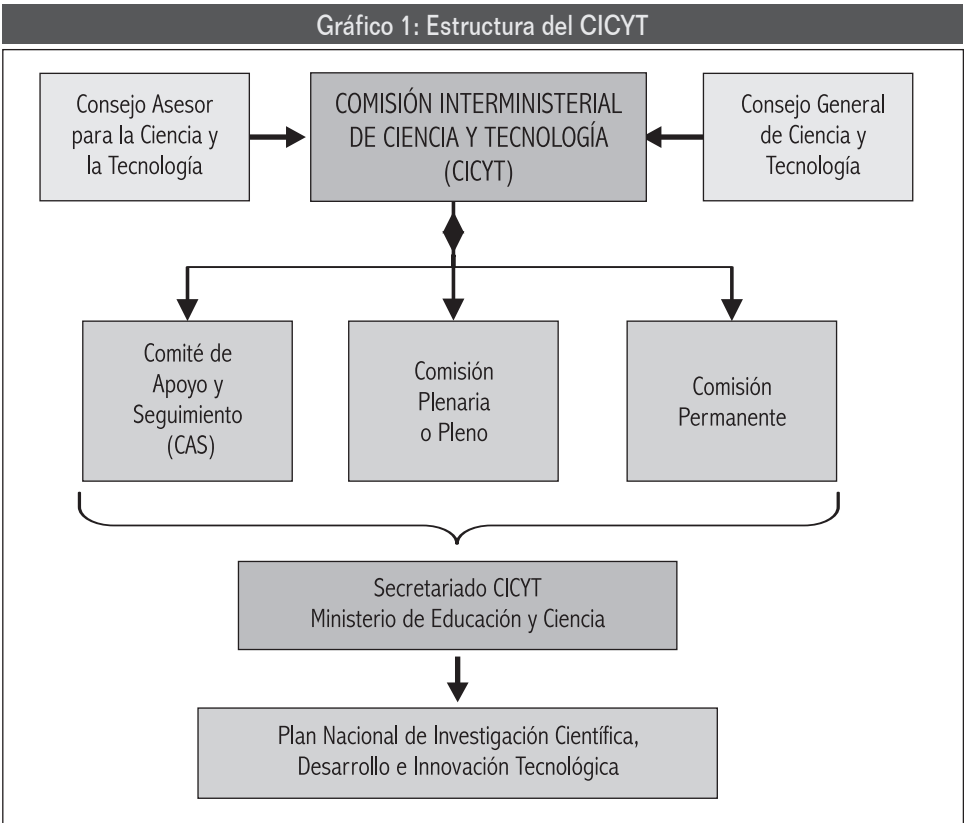 Gráfico 1: Estructura del CICYT
Consejo Asesor
para la Ciencia y
la Tecnología
COMISIÓN INTERMINISTERIAL
DE CIENCIA Y TECNOLOGÍA
(CICYT)
Consejo General
de Ciencia y
Tecnología
Comité de
Apoyo y
Seguimiento
(CAS)
Comisión
Plenaria
o Pleno
Comisión
Permanente
Secretariado CICYT
Ministerio de Educación y Ciencia
Plan Nacional de Investigación Científica,
Desarrollo e Innovación Tecnológica